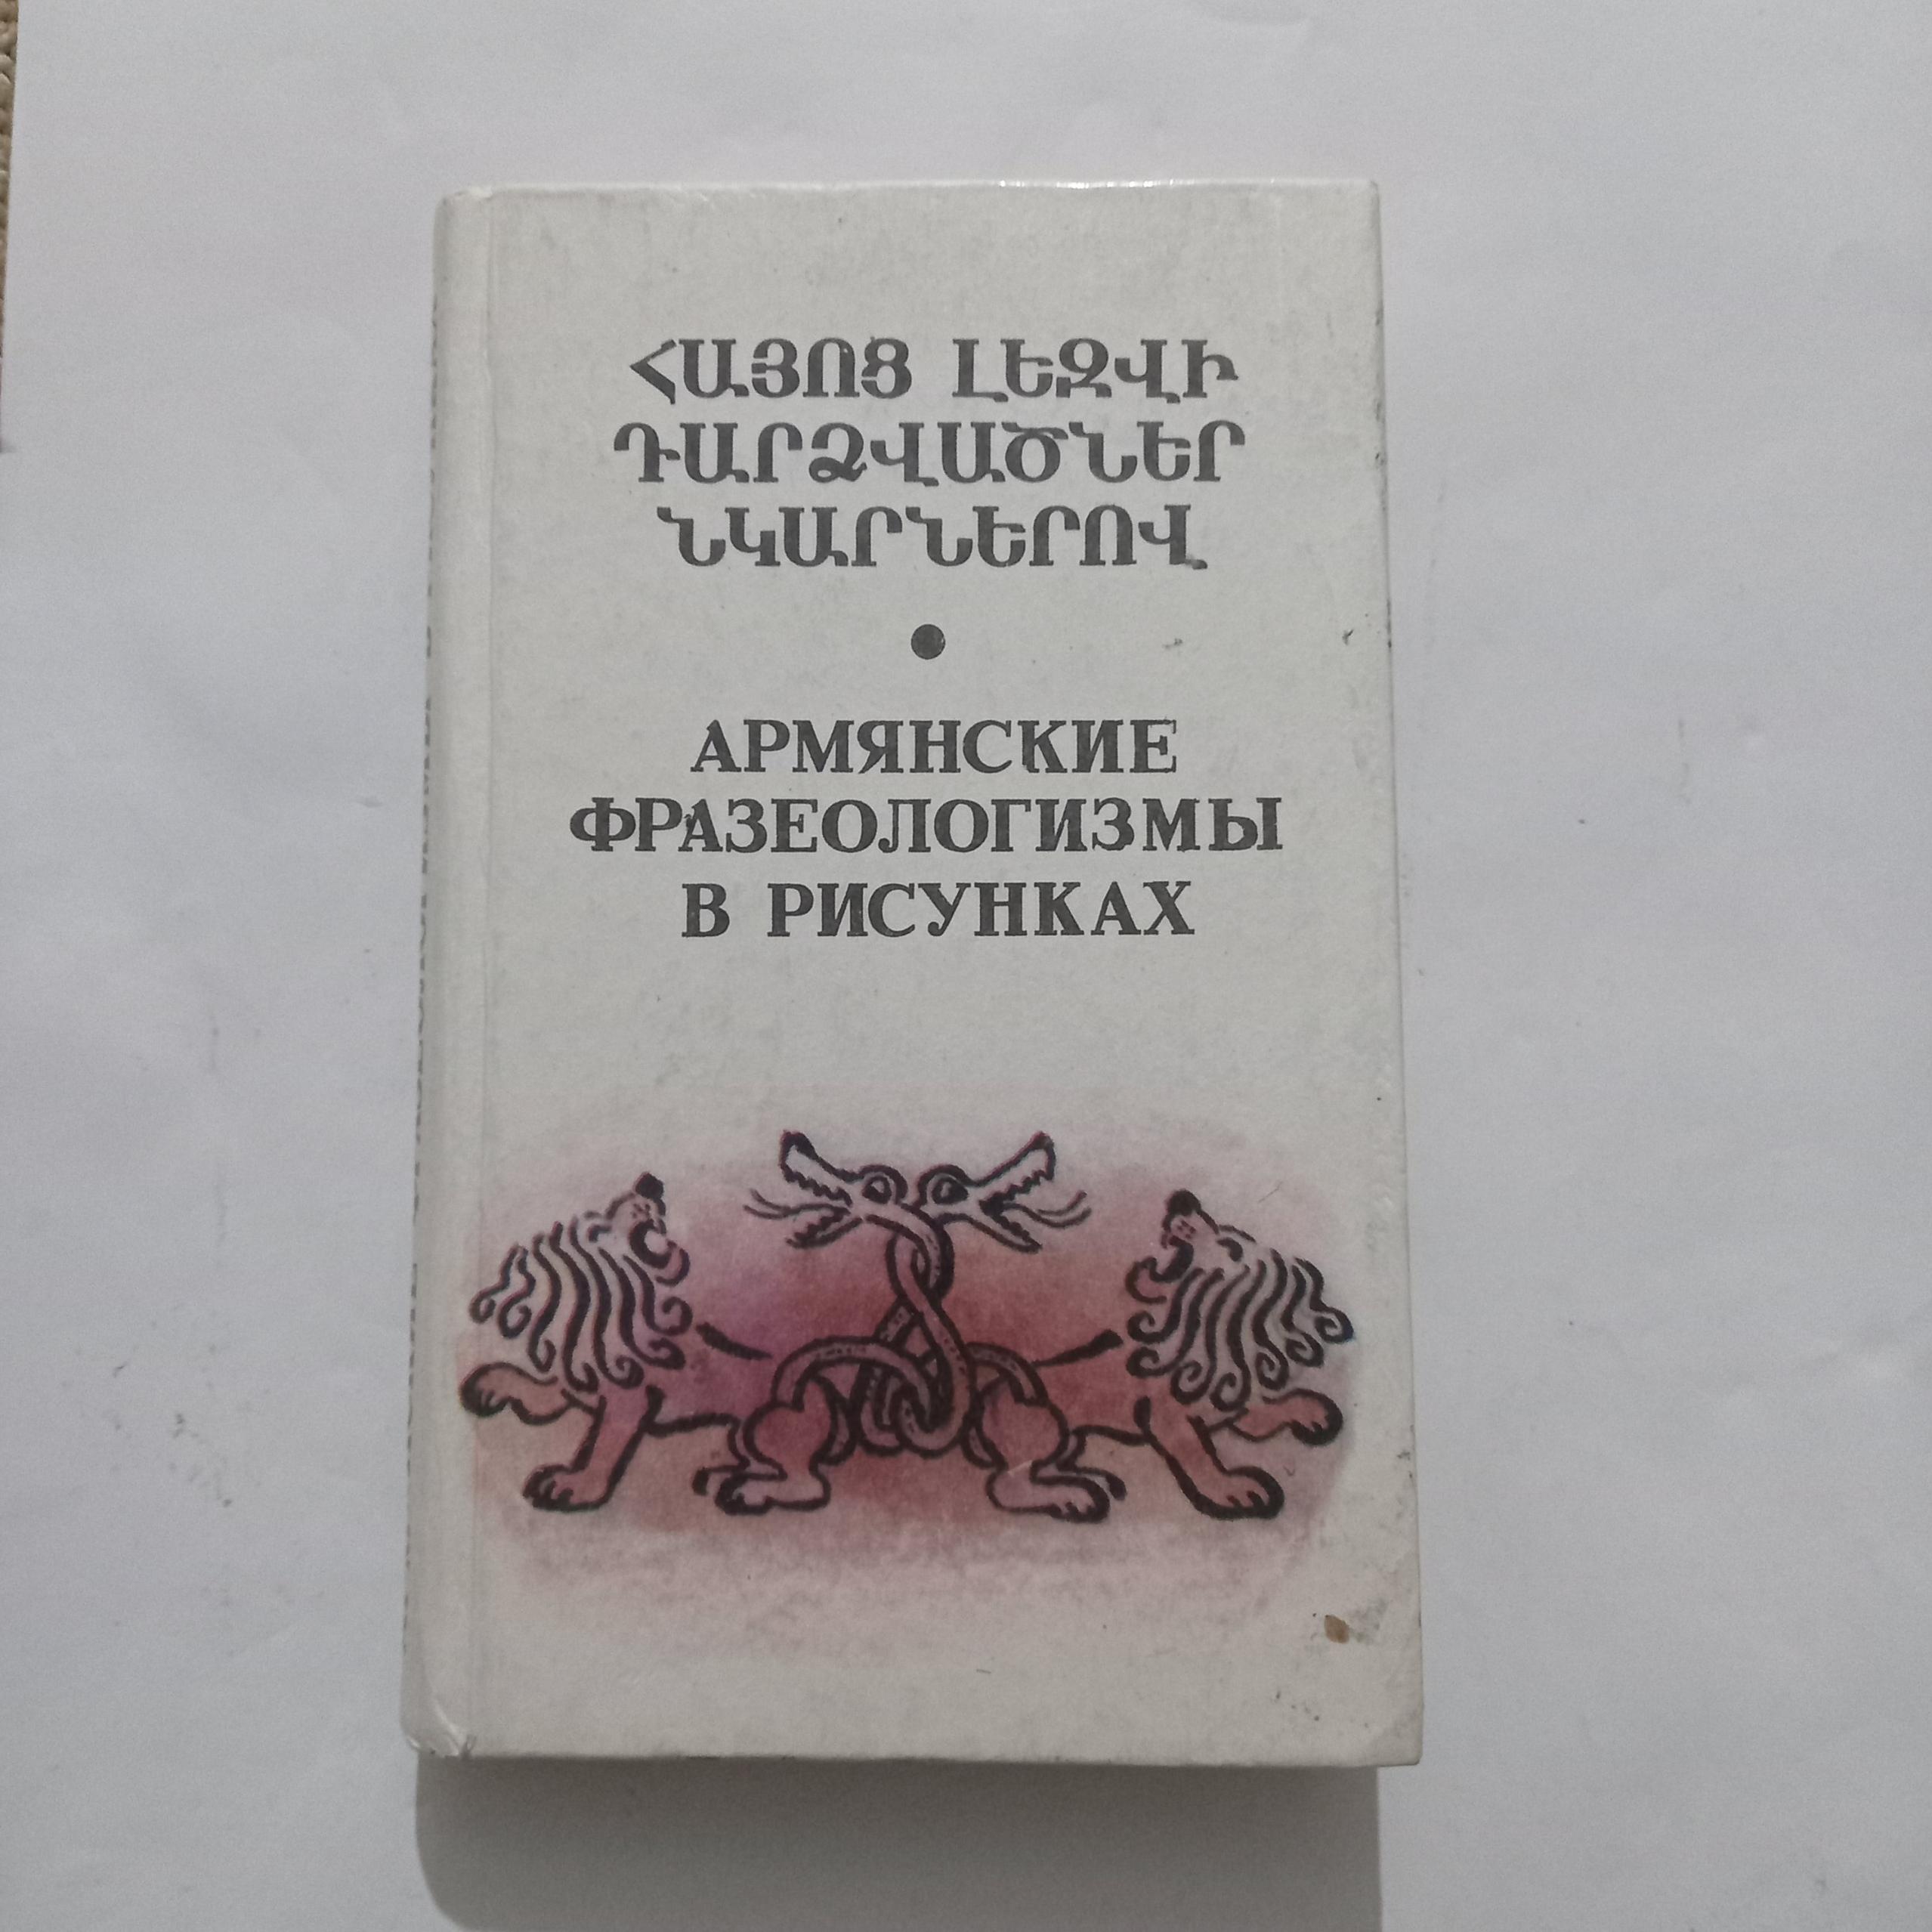 ՀԱՅՈՑ ԼԵԶՎԻ
ԴԱՐՁՎԱԾՆԵՐ
ՆԿԱՐՆԵՐՈՎ
●
АРМЯНСКИЕ
ФРАЗЕОЛОГИЗМЫ
В РИСУНКАХ